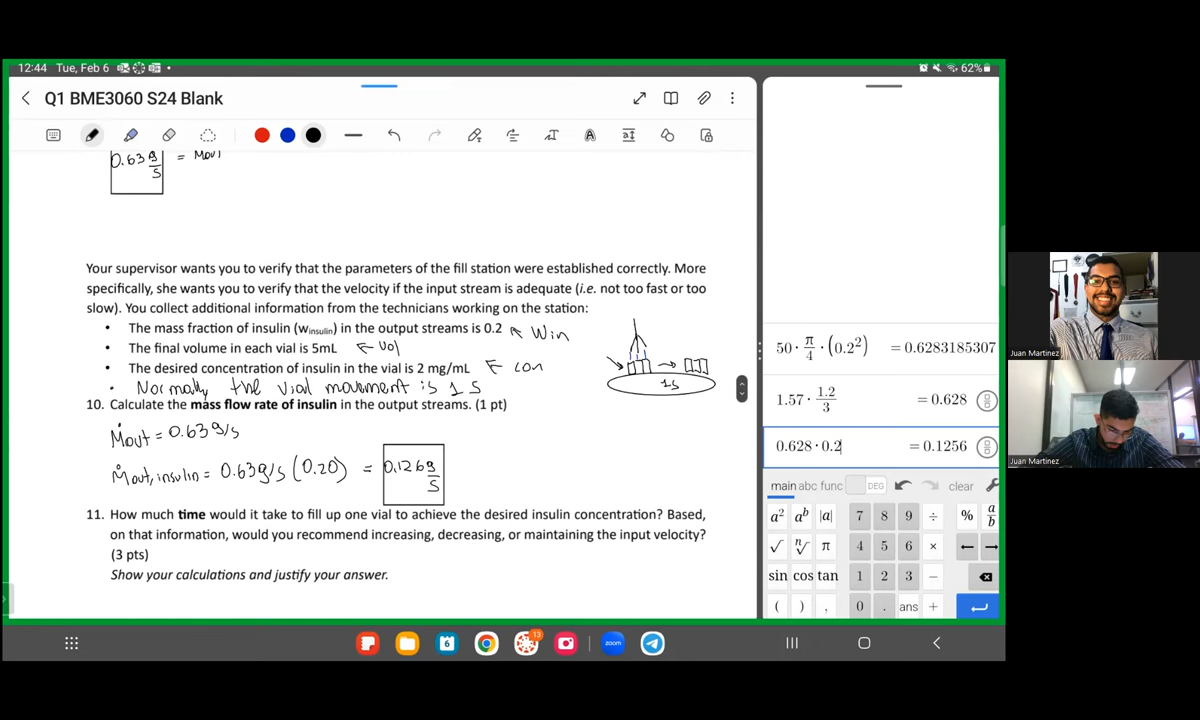 12:44 Tue, Feb 6
62%
Q1 BME3060 S24 Blank
0.63 g/s = Mout
Your supervisor wants you to verify that the parameters of the fill station were established correctly. More
specifically, she wants you to verify that the velocity if the input stream is adequate (i.e. not too fast or too
slow). You collect additional information from the technicians working on the station:
• The mass fraction of insulin (winsulin) in the output streams is 0.2 ↖ Win
• The final volume in each vial is 5mL ← Vol
• The desired concentration of insulin in the vial is 2 mg/mL ↖ con
• Normally the vial movement is 1 s
1s
10. Calculate the mass flow rate of insulin in the output streams. (1 pt)
Ṁout = 0.63g/s
Ṁout, insulin = 0.63g/s (0.20) = 0.126 g/s
11. How much time would it take to fill up one vial to achieve the desired insulin concentration? Based,
on that information, would you recommend increasing, decreasing, or maintaining the input velocity?
(3 pts)
Show your calculations and justify your answer.
50 · π/4 · (0.2²) = 0.6283185307
1.57 · 1.2/3 = 0.628
0.628 · 0.2 = 0.1256
main abc func DEG clear
a² aᵇ |a| 7 8 9 ÷ % a/b
√ ⁿ√ π 4 5 6 × ← →
sin cos tan 1 2 3 −
( ) , 0 . ans +
13
6
zoom
Juan Martinez
Juan Martinez